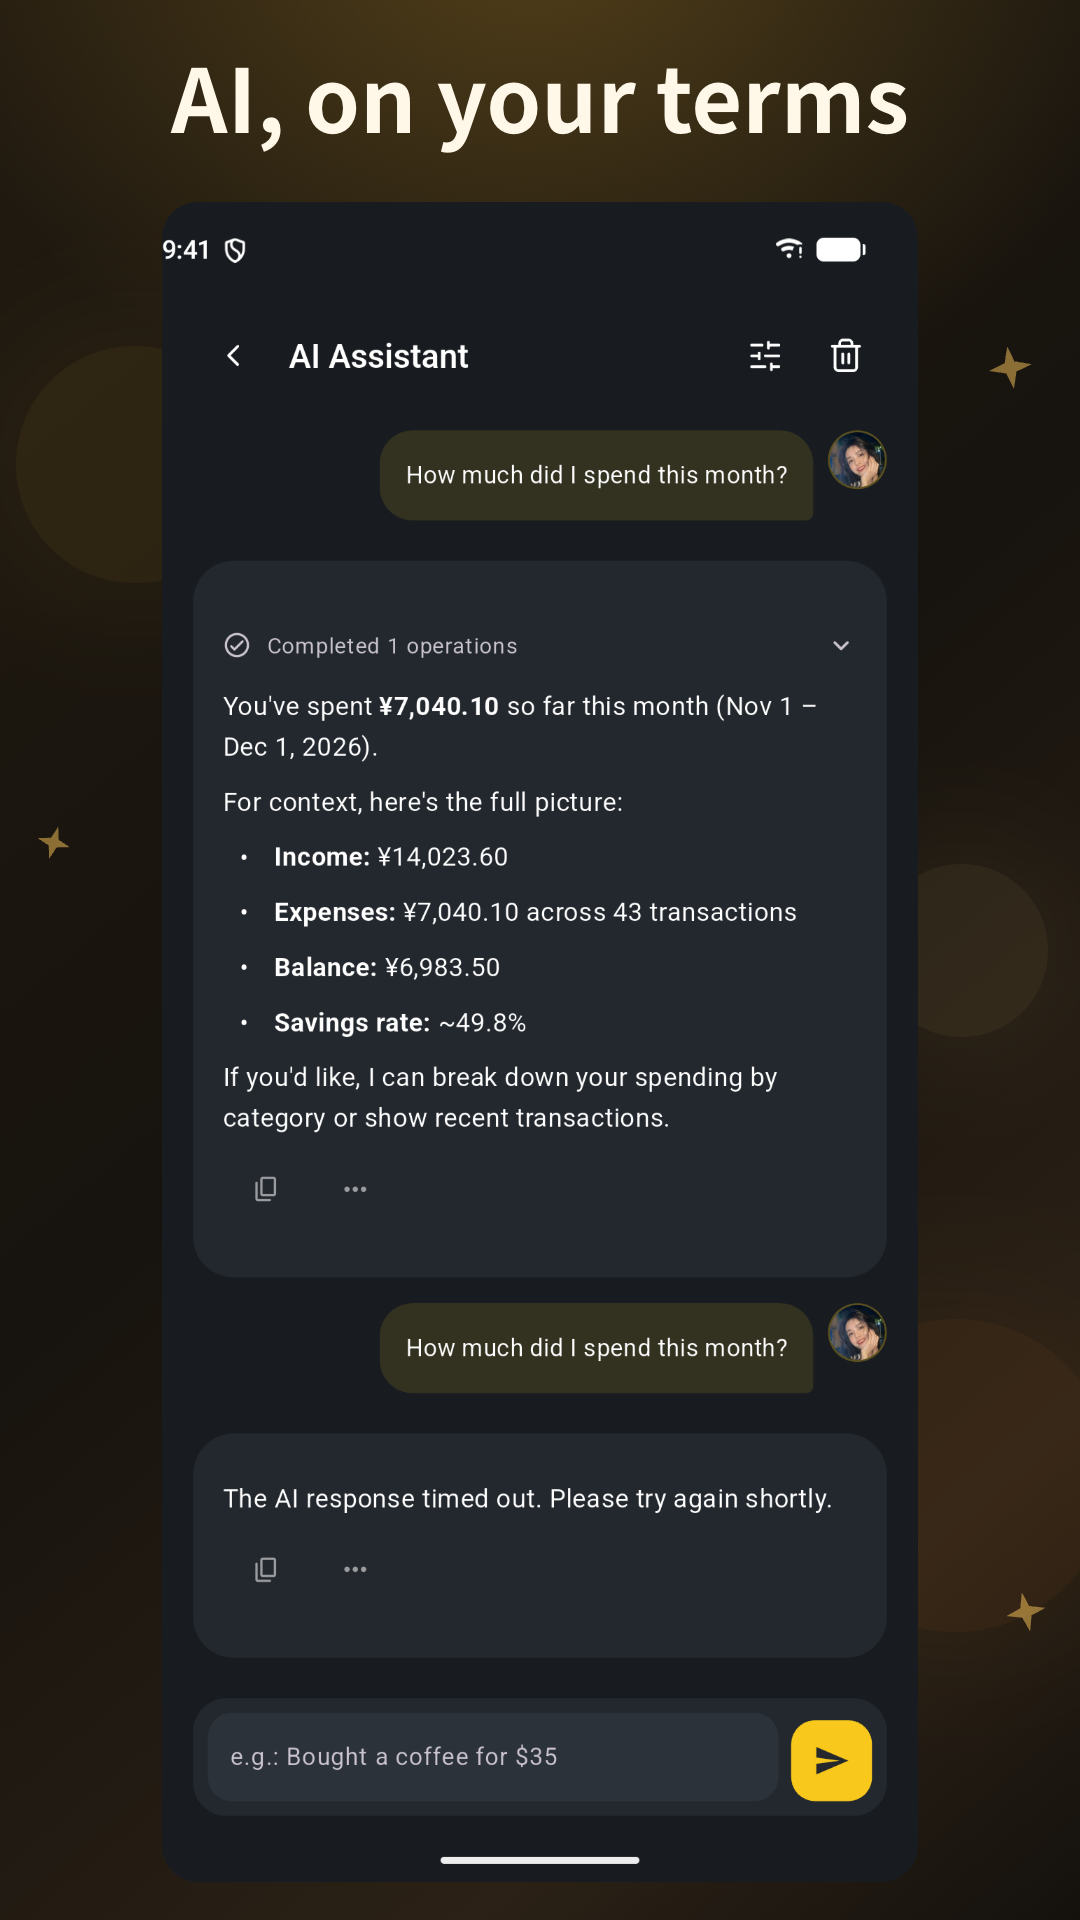 AI, on your terms
9:41
AI Assistant
How much did I spend this month?
Completed 1 operations
You've spent ¥7,040.10 so far this month (Nov 1 –
Dec 1, 2026).
For context, here's the full picture:
• Income: ¥14,023.60
• Expenses: ¥7,040.10 across 43 transactions
• Balance: ¥6,983.50
• Savings rate: ~49.8%
If you'd like, I can break down your spending by
category or show recent transactions.
How much did I spend this month?
The AI response timed out. Please try again shortly.
e.g.: Bought a coffee for $35